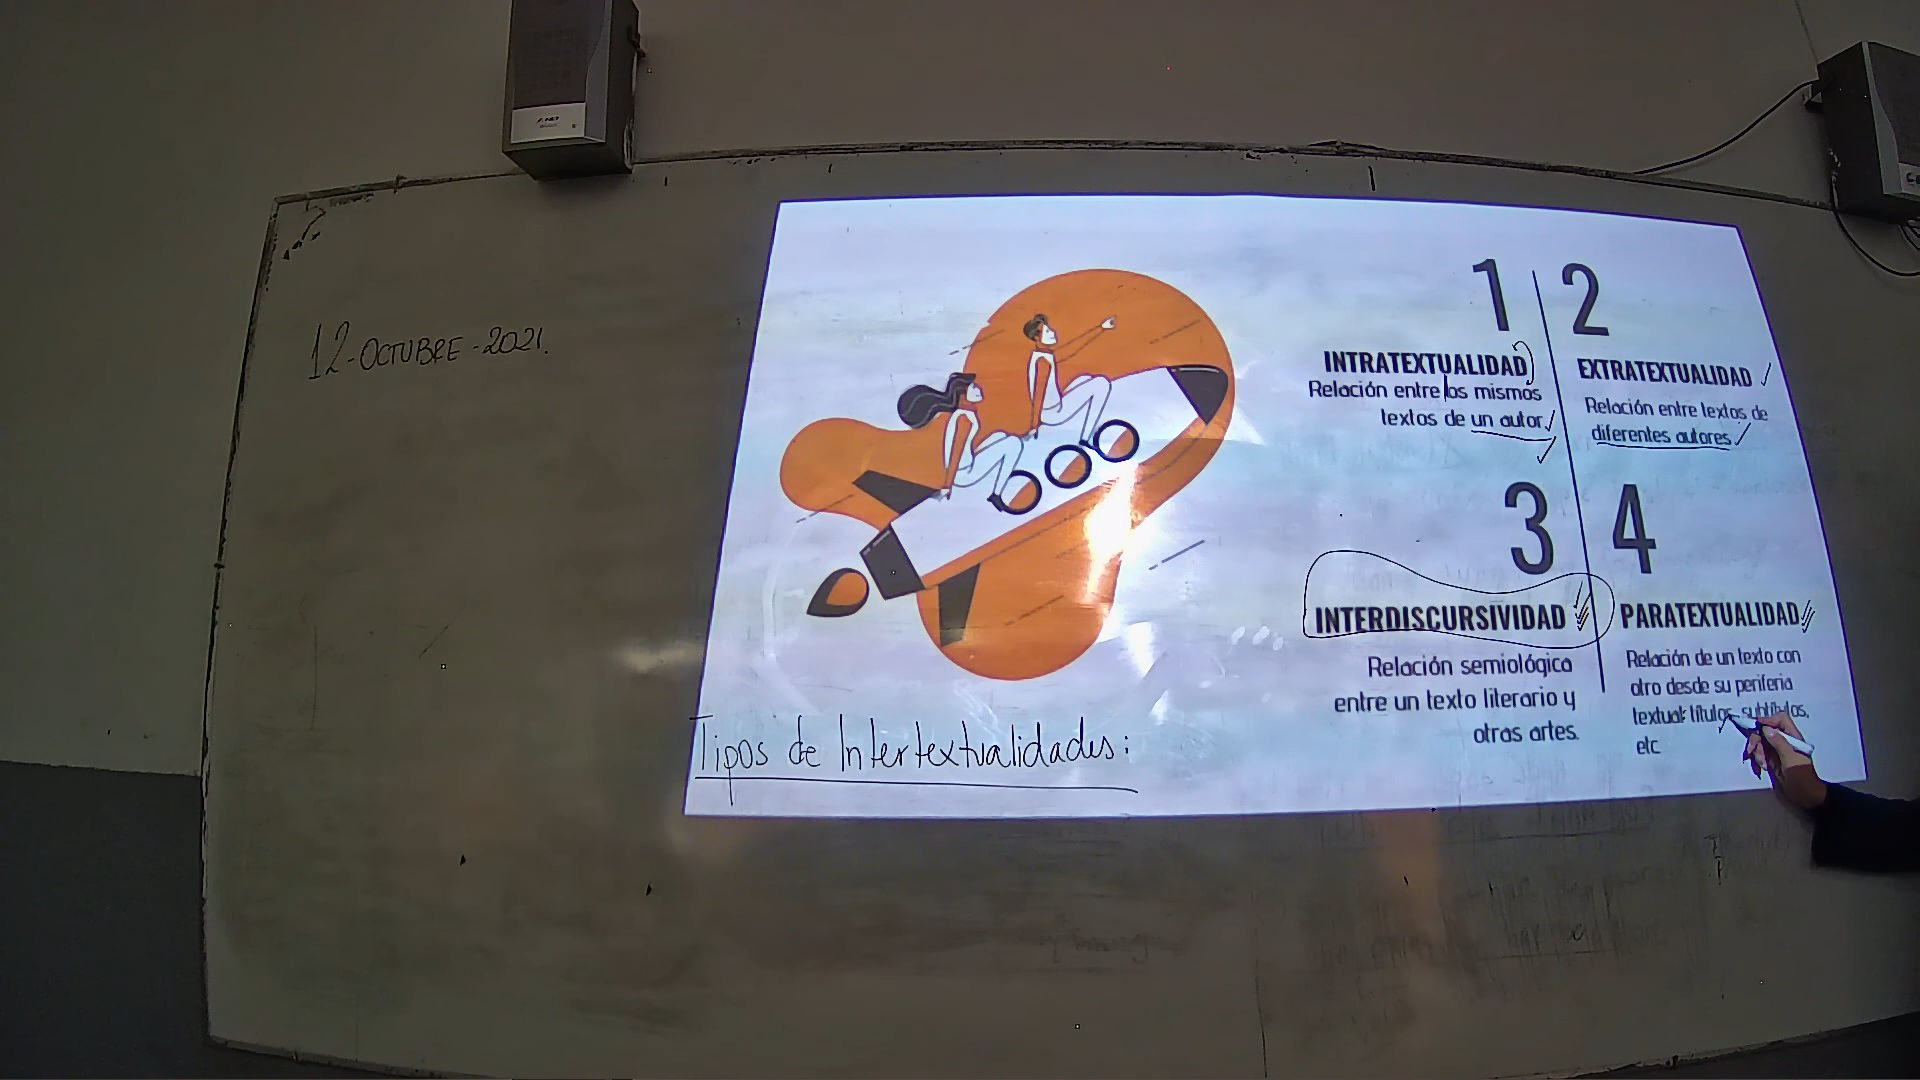 12-OCTUBRE-2021.
1
INTRATEXTUALIDAD
Relación entre los mismos
textos de un autor
2
EXTRATEXTUALIDAD
Relación entre textos de
diferentes autores
3
INTERDISCURSIVIDAD
Relación semiológica
entre un texto literario y
otras artes.
4
PARATEXTUALIDAD
Relación de un texto con
otro desde su periferia
textual: títulos, subtítulos,
etc
Tipos de Intertextualidades: